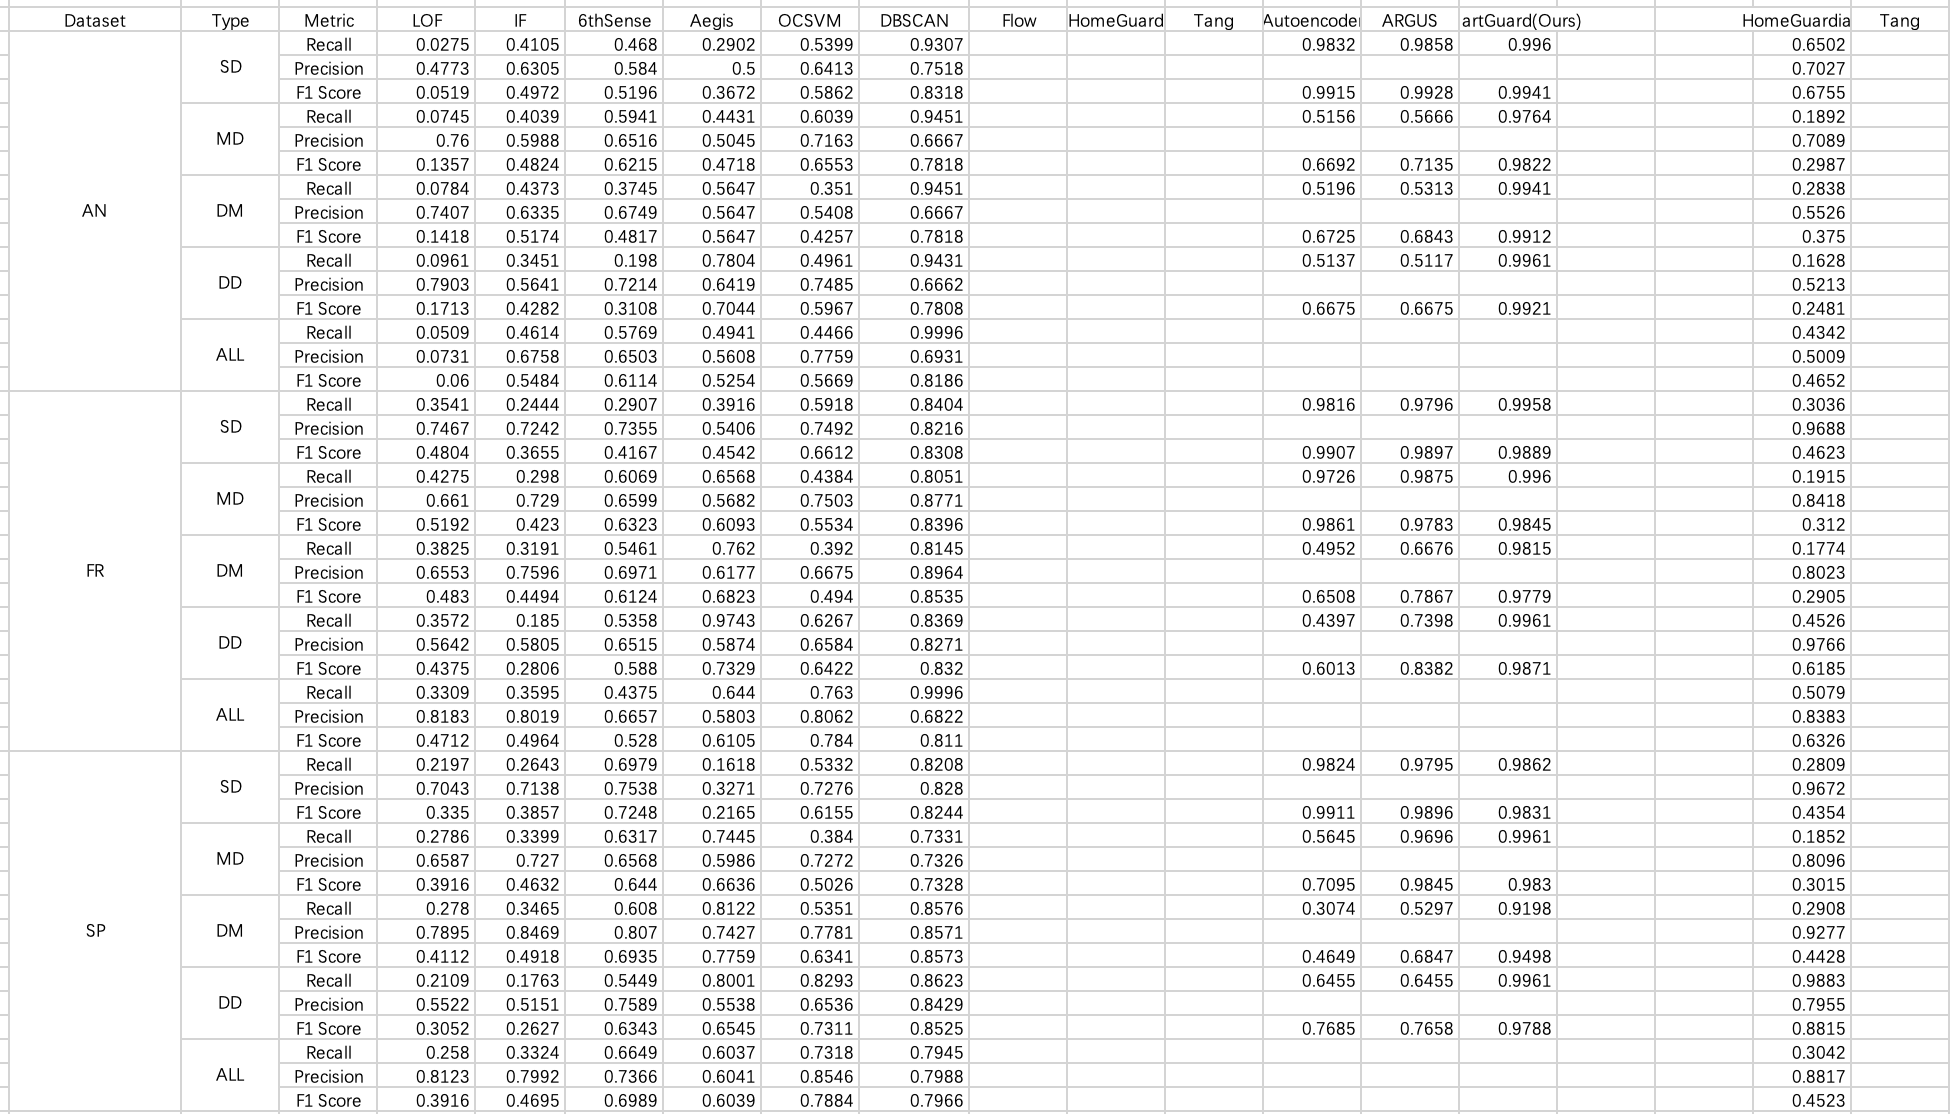 Dataset Type Metric LOF IF 6thSense Aegis OCSVM DBSCAN Flow HomeGuard Tang Autoencoder ARGUS artGuard(Ours) HomeGuardia Tang
AN SD Recall 0.0275 0.4105 0.468 0.2902 0.5399 0.9307 0.9832 0.9858 0.996 0.6502
Precision 0.4773 0.6305 0.584 0.5 0.6413 0.7518 0.7027
F1 Score 0.0519 0.4972 0.5196 0.3672 0.5862 0.8318 0.9915 0.9928 0.9941 0.6755
MD Recall 0.0745 0.4039 0.5941 0.4431 0.6039 0.9451 0.5156 0.5666 0.9764 0.1892
Precision 0.76 0.5988 0.6516 0.5045 0.7163 0.6667 0.7089
F1 Score 0.1357 0.4824 0.6215 0.4718 0.6553 0.7818 0.6692 0.7135 0.9822 0.2987
DM Recall 0.0784 0.4373 0.3745 0.5647 0.351 0.9451 0.5196 0.5313 0.9941 0.2838
Precision 0.7407 0.6335 0.6749 0.5647 0.5408 0.6667 0.5526
F1 Score 0.1418 0.5174 0.4817 0.5647 0.4257 0.7818 0.6725 0.6843 0.9912 0.375
DD Recall 0.0961 0.3451 0.198 0.7804 0.4961 0.9431 0.5137 0.5117 0.9961 0.1628
Precision 0.7903 0.5641 0.7214 0.6419 0.7485 0.6662 0.5213
F1 Score 0.1713 0.4282 0.3108 0.7044 0.5967 0.7808 0.6675 0.6675 0.9921 0.2481
ALL Recall 0.0509 0.4614 0.5769 0.4941 0.4466 0.9996 0.4342
Precision 0.0731 0.6758 0.6503 0.5608 0.7759 0.6931 0.5009
F1 Score 0.06 0.5484 0.6114 0.5254 0.5669 0.8186 0.4652
FR SD Recall 0.3541 0.2444 0.2907 0.3916 0.5918 0.8404 0.9816 0.9796 0.9958 0.3036
Precision 0.7467 0.7242 0.7355 0.5406 0.7492 0.8216 0.9688
F1 Score 0.4804 0.3655 0.4167 0.4542 0.6612 0.8308 0.9907 0.9897 0.9889 0.4623
MD Recall 0.4275 0.298 0.6069 0.6568 0.4384 0.8051 0.9726 0.9875 0.996 0.1915
Precision 0.661 0.729 0.6599 0.5682 0.7503 0.8771 0.8418
F1 Score 0.5192 0.423 0.6323 0.6093 0.5534 0.8396 0.9861 0.9783 0.9845 0.312
DM Recall 0.3825 0.3191 0.5461 0.762 0.392 0.8145 0.4952 0.6676 0.9815 0.1774
Precision 0.6553 0.7596 0.6971 0.6177 0.6675 0.8964 0.8023
F1 Score 0.483 0.4494 0.6124 0.6823 0.494 0.8535 0.6508 0.7867 0.9779 0.2905
DD Recall 0.3572 0.185 0.5358 0.9743 0.6267 0.8369 0.4397 0.7398 0.9961 0.4526
Precision 0.5642 0.5805 0.6515 0.5874 0.6584 0.8271 0.9766
F1 Score 0.4375 0.2806 0.588 0.7329 0.6422 0.832 0.6013 0.8382 0.9871 0.6185
ALL Recall 0.3309 0.3595 0.4375 0.644 0.763 0.9996 0.5079
Precision 0.8183 0.8019 0.6657 0.5803 0.8062 0.6822 0.8383
F1 Score 0.4712 0.4964 0.528 0.6105 0.784 0.811 0.6326
SP SD Recall 0.2197 0.2643 0.6979 0.1618 0.5332 0.8208 0.9824 0.9795 0.9862 0.2809
Precision 0.7043 0.7138 0.7538 0.3271 0.7276 0.828 0.9672
F1 Score 0.335 0.3857 0.7248 0.2165 0.6155 0.8244 0.9911 0.9896 0.9831 0.4354
MD Recall 0.2786 0.3399 0.6317 0.7445 0.384 0.7331 0.5645 0.9696 0.9961 0.1852
Precision 0.6587 0.727 0.6568 0.5986 0.7272 0.7326 0.8096
F1 Score 0.3916 0.4632 0.644 0.6636 0.5026 0.7328 0.7095 0.9845 0.983 0.3015
DM Recall 0.278 0.3465 0.608 0.8122 0.5351 0.8576 0.3074 0.5297 0.9198 0.2908
Precision 0.7895 0.8469 0.807 0.7427 0.7781 0.8571 0.9277
F1 Score 0.4112 0.4918 0.6935 0.7759 0.6341 0.8573 0.4649 0.6847 0.9498 0.4428
DD Recall 0.2109 0.1763 0.5449 0.8001 0.8293 0.8623 0.6455 0.6455 0.9961 0.9883
Precision 0.5522 0.5151 0.7589 0.5538 0.6536 0.8429 0.7955
F1 Score 0.3052 0.2627 0.6343 0.6545 0.7311 0.8525 0.7685 0.7658 0.9788 0.8815
ALL Recall 0.258 0.3324 0.6649 0.6037 0.7318 0.7945 0.3042
Precision 0.8123 0.7992 0.7366 0.6041 0.8546 0.7988 0.8817
F1 Score 0.3916 0.4695 0.6989 0.6039 0.7884 0.7966 0.4523